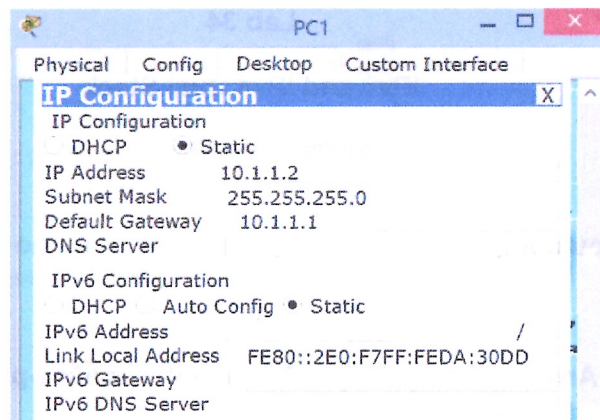 PC1
Physical Config Desktop Custom Interface
IP Configuration X
IP Configuration
DHCP Static
IP Address 10.1.1.2
Subnet Mask 255.255.255.0
Default Gateway 10.1.1.1
DNS Server
IPv6 Configuration
DHCP Auto Config Static
IPv6 Address /
Link Local Address FE80::2E0:F7FF:FEDA:30DD
IPv6 Gateway
IPv6 DNS Server